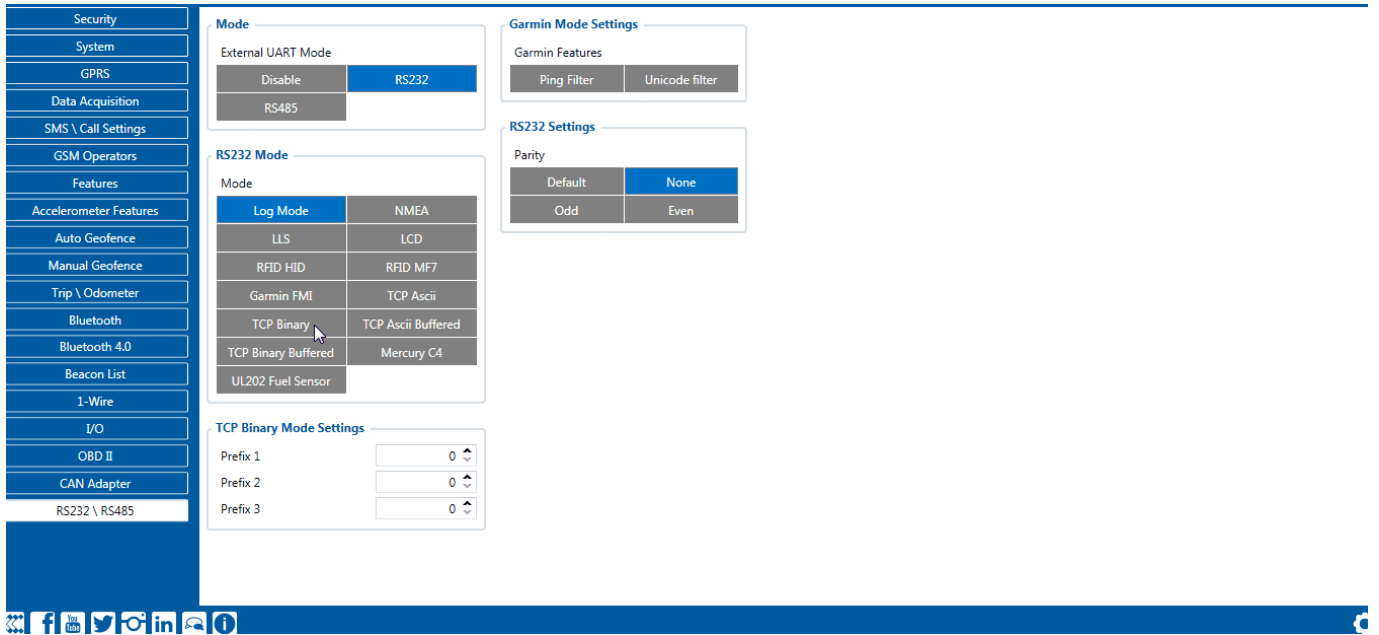 Security
System
GPRS
Data Acquisition
SMS \ Call Settings
GSM Operators
Features
Accelerometer Features
Auto Geofence
Manual Geofence
Trip \ Odometer
Bluetooth
Bluetooth 4.0
Beacon List
1-Wire
I/O
OBD II
CAN Adapter
RS232 \ RS485
Mode
External UART Mode
Disable RS232
RS485
RS232 Mode
Mode
Log Mode NMEA
LLS LCD
RFID HID RFID MF7
Garmin FMI TCP Ascii
TCP Binary TCP Ascii Buffered
TCP Binary Buffered Mercury C4
UL202 Fuel Sensor
TCP Binary Mode Settings
Prefix 1 0
Prefix 2 0
Prefix 3 0
Garmin Mode Settings
Garmin Features
Ping Filter Unicode filter
RS232 Settings
Parity
Default None
Odd Even
You
Tube
in